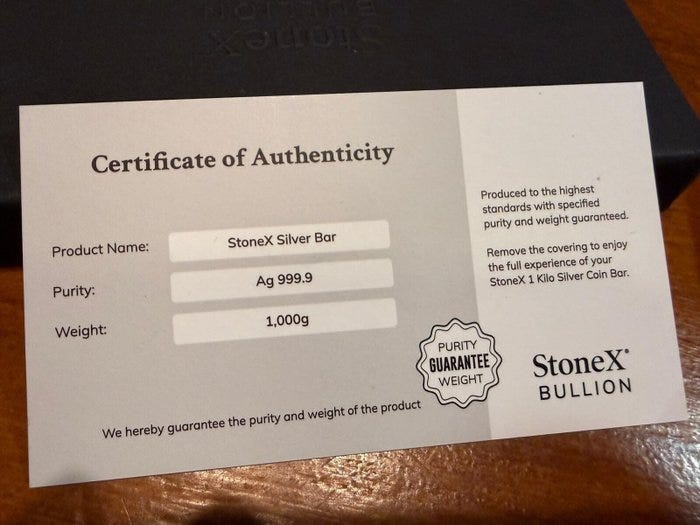 StoneX
BULLION
Certificate of Authenticity
Product Name: StoneX Silver Bar
Purity: Ag 999.9
Weight: 1,000g
We hereby guarantee the purity and weight of the product
Produced to the highest
standards with specified
purity and weight guaranteed.
Remove the covering to enjoy
the full experience of your
StoneX 1 Kilo Silver Coin Bar.
PURITY
GUARANTEE
WEIGHT
StoneX®
BULLION